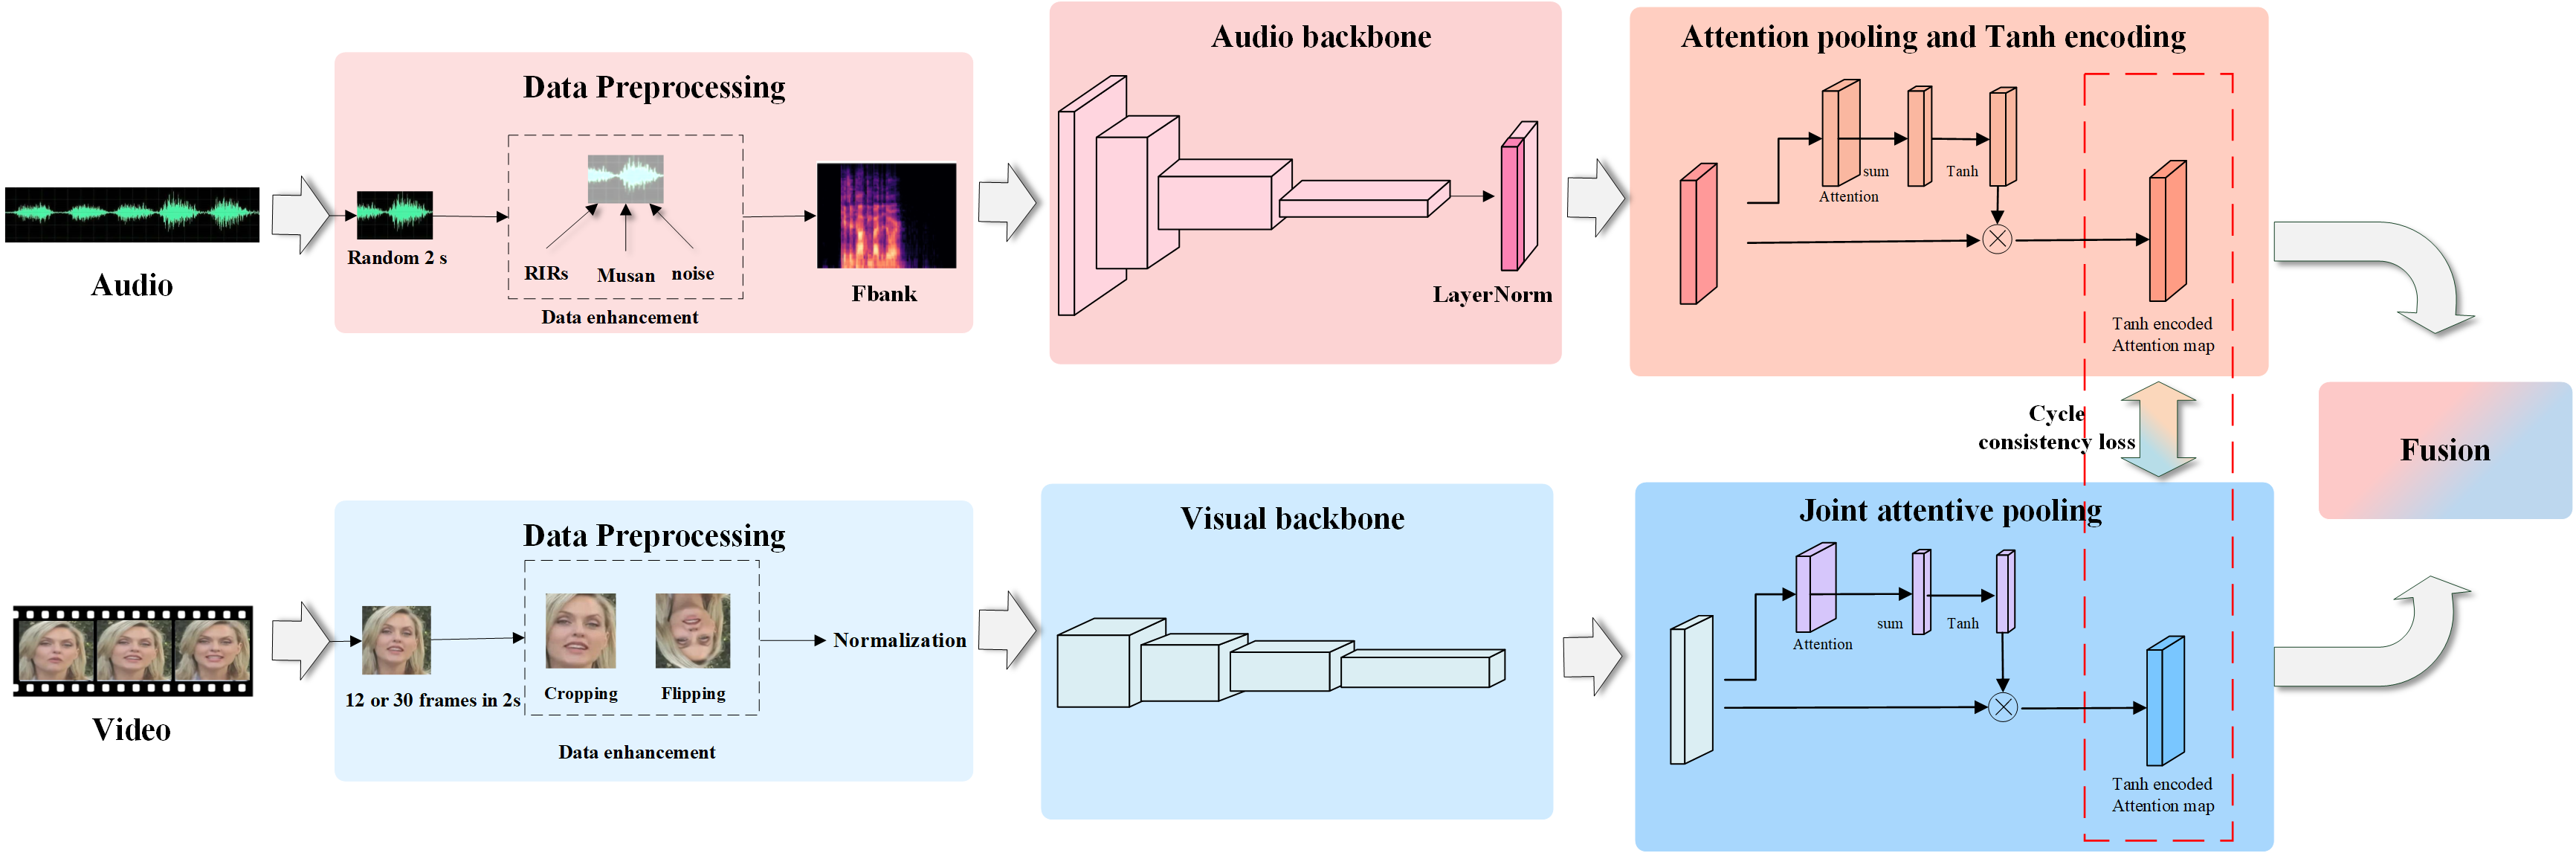 Audio
Data Preprocessing
Random 2 s
RIRs
Musan
noise
Data enhancement
Fbank
Audio backbone
LayerNorm
Attention pooling and Tanh encoding
Attention
sum
Tanh
Tanh encoded
Attention map
Cycle
consistency loss
Fusion
Video
Data Preprocessing
12 or 30 frames in 2s
Cropping
Flipping
Data enhancement
Normalization
Visual backbone
Joint attentive pooling
Attention
sum
Tanh
Tanh encoded
Attention map